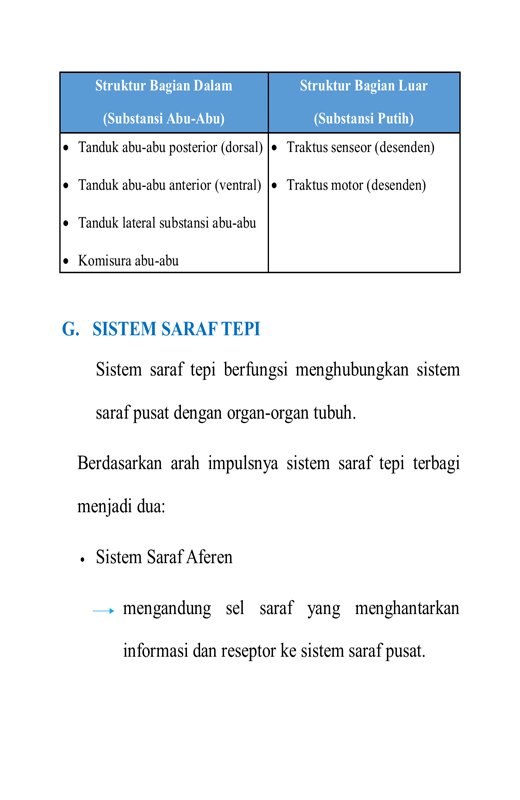 Struktur Bagian Dalam
(Substansi Abu-Abu)
Struktur Bagian Luar
(Substansi Putih)
• Tanduk abu-abu posterior (dorsal)
• Tanduk abu-abu anterior (ventral)
• Tanduk lateral substansi abu-abu
• Komisura abu-abu
• Traktus senseor (desenden)
• Traktus motor (desenden)
G. SISTEM SARAF TEPI
Sistem saraf tepi berfungsi menghubungkan sistem
saraf pusat dengan organ-organ tubuh.
Berdasarkan arah impulsnya sistem saraf tepi terbagi
menjadi dua:
• Sistem Saraf Aferen
mengandung sel saraf yang menghantarkan
informasi dan reseptor ke sistem saraf pusat.